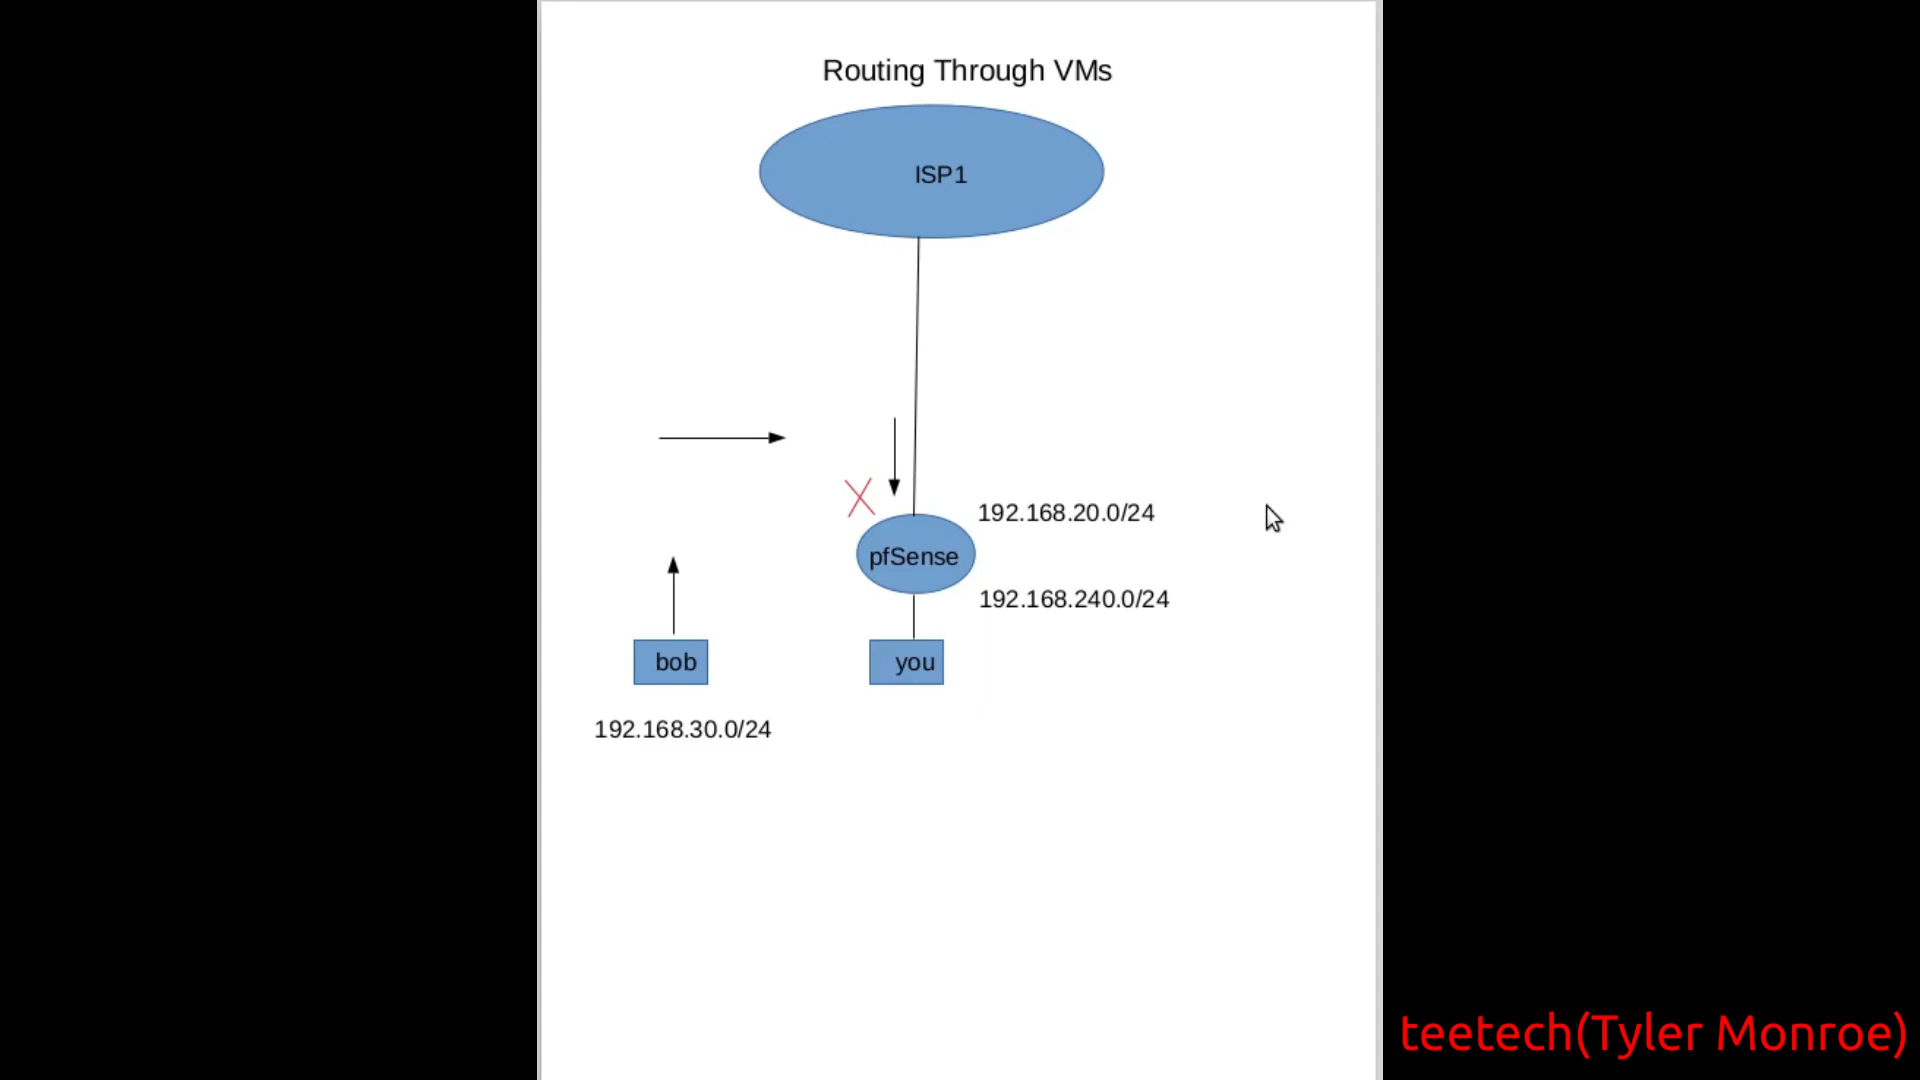 Routing Through VMs
ISP1
192.168.20.0/24
pfSense
192.168.240.0/24
bob
you
192.168.30.0/24
teetech(Tyler Monroe)